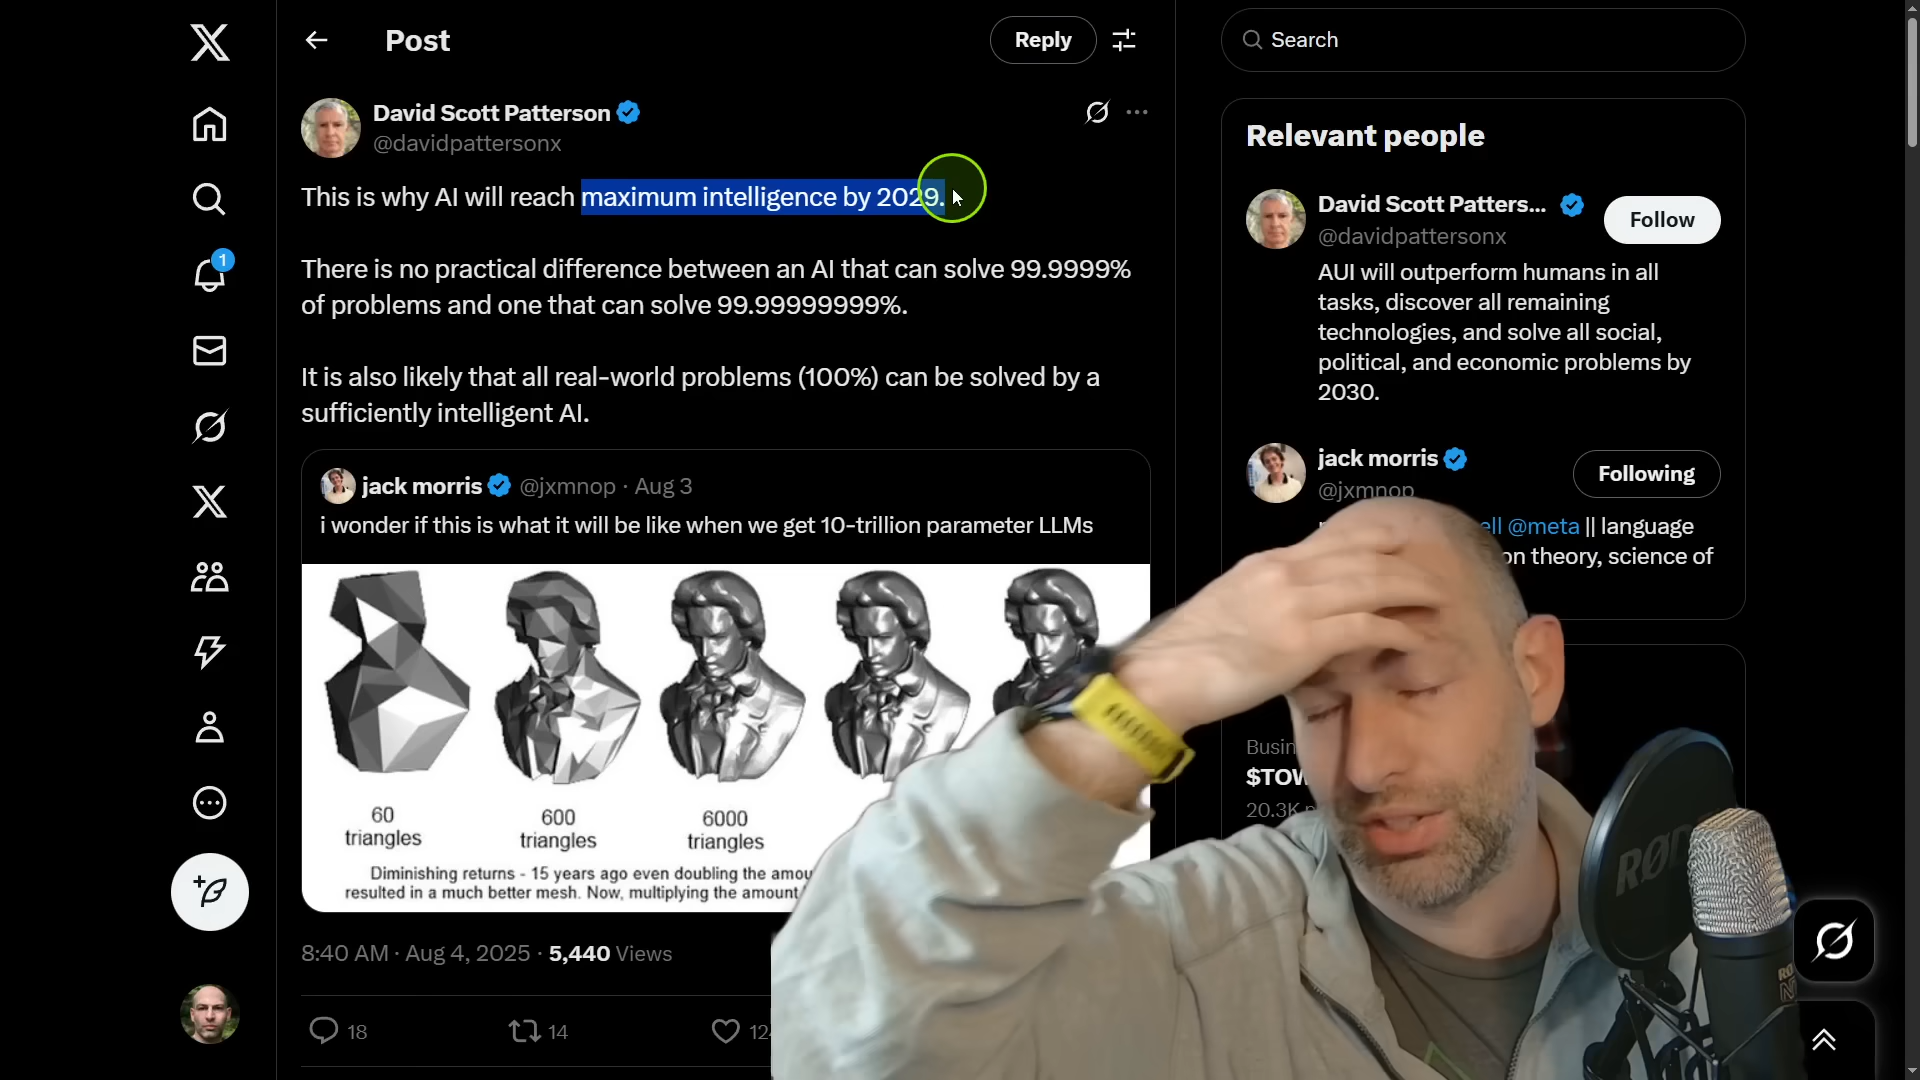 Post
Reply
Search
David Scott Patterson
@davidpattersonx
This is why AI will reach maximum intelligence by 2029.
There is no practical difference between an AI that can solve 99.9999%
of problems and one that can solve 99.99999999%.
It is also likely that all real-world problems (100%) can be solved by a
sufficiently intelligent AI.
jack morris @jxmnop · Aug 3
i wonder if this is what it will be like when we get 10-trillion parameter LLMs
60
triangles
600
triangles
6000
triangles
Diminishing returns - 15 years ago even doubling the
resulted in a much better mesh. Now, multiplying the amount
8:40 AM · Aug 4, 2025 · 5,440 Views
18
14
1
Relevant people
David Scott Patters...
@davidpattersonx
Follow
AUI will outperform humans in all
tasks, discover all remaining
technologies, and solve all social,
political, and economic problems by
2030.
jack morris
@jxmnop
Following
@meta || language
theory, science of
20.3K
RØDE